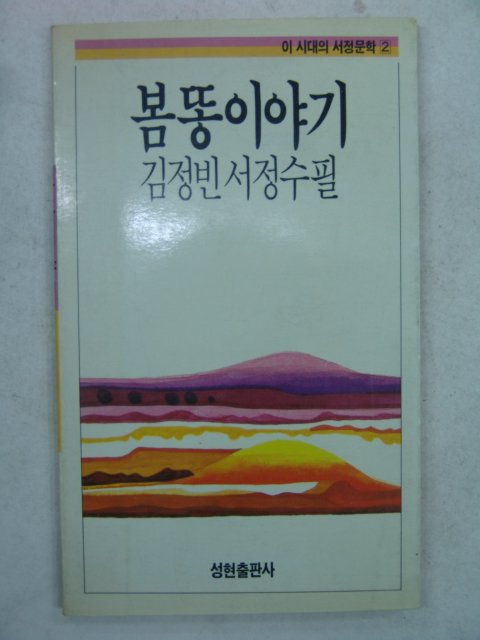 이 시대의 서정문학 2
봄똥이야기
김정빈 서정수필
성현출판사